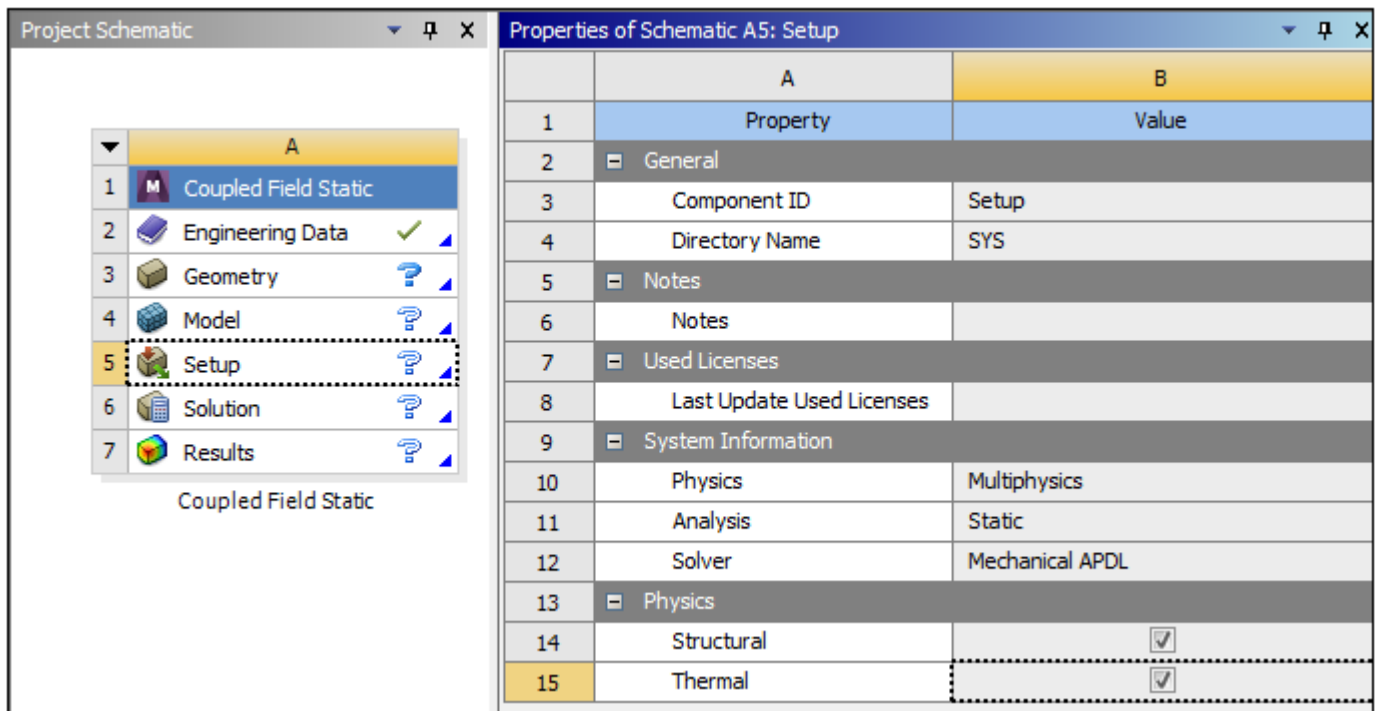 Project Schematic
A
1 M Coupled Field Static
2 Engineering Data
3 Geometry ?
4 Model ?
5 Setup ?
6 Solution ?
7 Results ?
Coupled Field Static
Properties of Schematic A5: Setup
A B
1 Property Value
2 General
3 Component ID Setup
4 Directory Name SYS
5 Notes
6 Notes
7 Used Licenses
8 Last Update Used Licenses
9 System Information
10 Physics Multiphysics
11 Analysis Static
12 Solver Mechanical APDL
13 Physics
14 Structural
15 Thermal